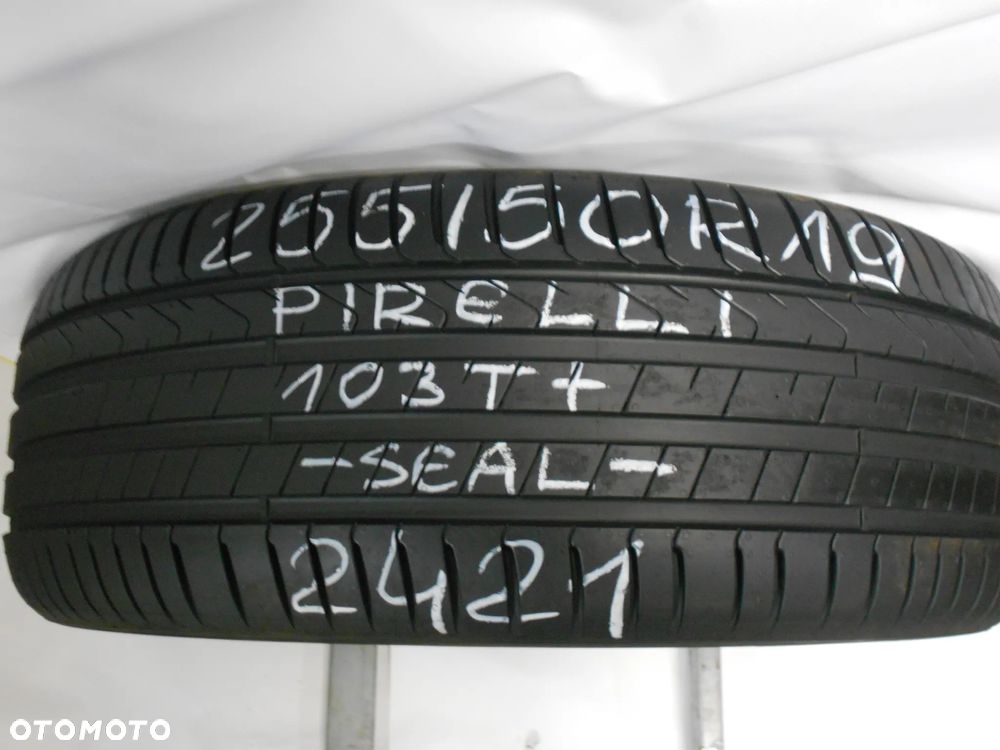 255/50R19
PIRELLI
103T+
-SEAL-
2421
OTOMOTO